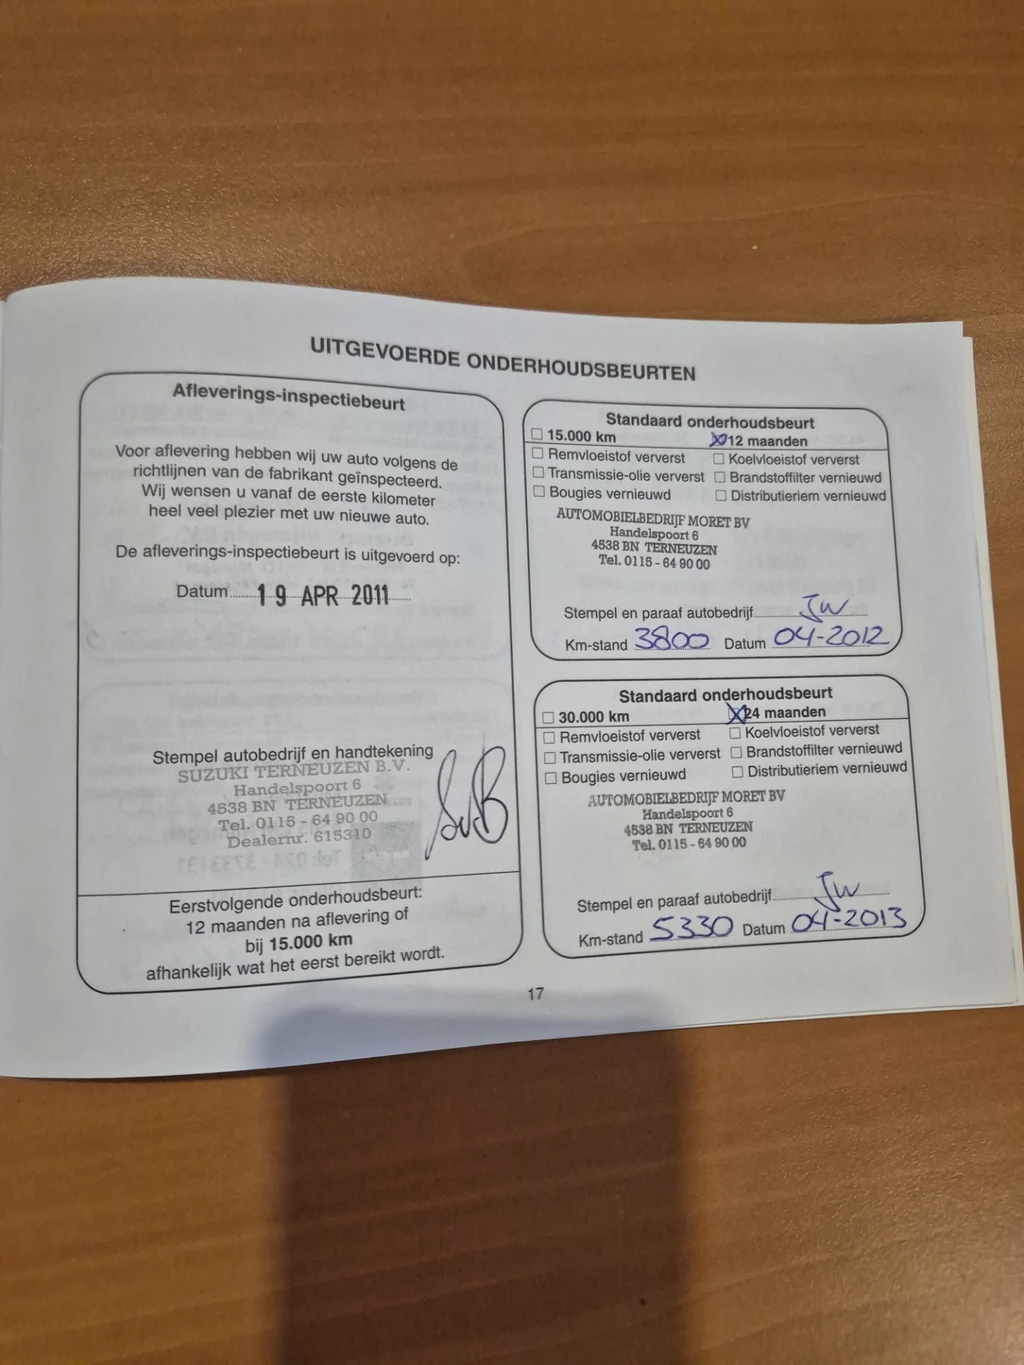 UITGEVOERDE ONDERHOUDSBEURTEN
Afleverings-inspectiebeurt
Voor aflevering hebben wij uw auto volgens de
richtlijnen van de fabrikant geïnspecteerd.
Wij wensen u vanaf de eerste kilometer
heel veel plezier met uw nieuwe auto.
De afleverings-inspectiebeurt is uitgevoerd op:
Datum 19 APR 2011
Stempel autobedrijf en handtekening
SUZUKI TERNEUZEN B.V.
Handelspoort 6
4538 BN TERNEUZEN
Tel. 0115 - 64 90 00
Dealernr. 615310
SvB
Eerstvolgende onderhoudsbeurt:
12 maanden na aflevering of
bij 15.000 km
afhankelijk wat het eerst bereikt wordt.
Standaard onderhoudsbeurt
15.000 km 12 maanden
Remvloeistof ververst Koelvloeistof ververst
Transmissie-olie ververst Brandstoffilter vernieuwd
Bougies vernieuwd Distributieriem vernieuwd
AUTOMOBIELBEDRIJF MORET BV
Handelspoort 6
4538 BN TERNEUZEN
Tel. 0115 - 64 90 00
Stempel en paraaf autobedrijf JW
Km-stand 3800 Datum 04-2012
Standaard onderhoudsbeurt
30.000 km 24 maanden
Remvloeistof ververst Koelvloeistof ververst
Transmissie-olie ververst Brandstoffilter vernieuwd
Bougies vernieuwd Distributieriem vernieuwd
AUTOMOBIELBEDRIJF MORET BV
Handelspoort 6
4538 BN TERNEUZEN
Tel. 0115 - 64 90 00
Stempel en paraaf autobedrijf JW
Km-stand 5330 Datum 04-2013
17